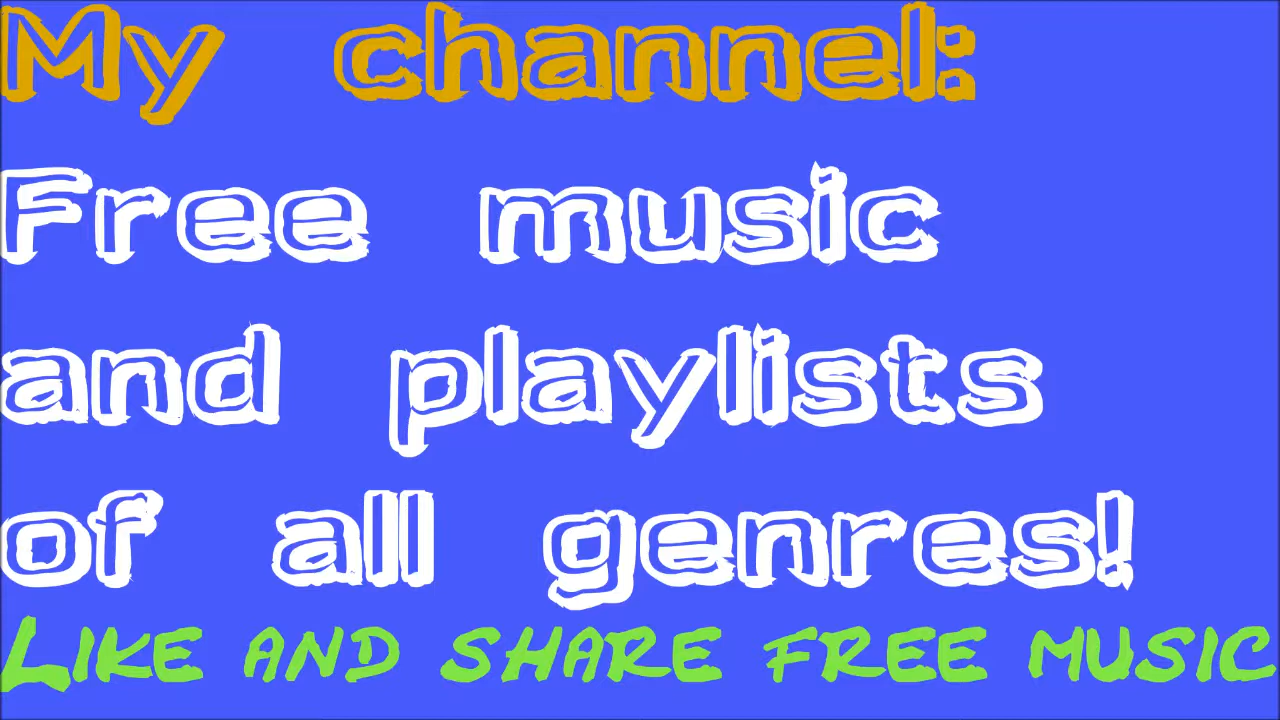 My channel:
Free music
and playlists
of all genres!
LIKE AND SHARE FREE MUSIC